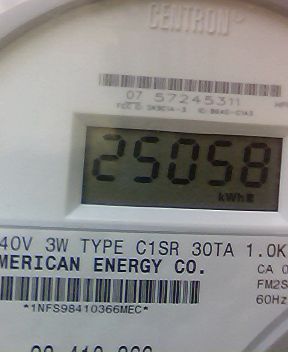 CENTRON
07 57245311
25058
kWh
40V 3W TYPE C1SR 30TA 1.0K
MERICAN ENERGY CO.
CA 0
FM2S
60Hz
*1NFS98410366MEC*